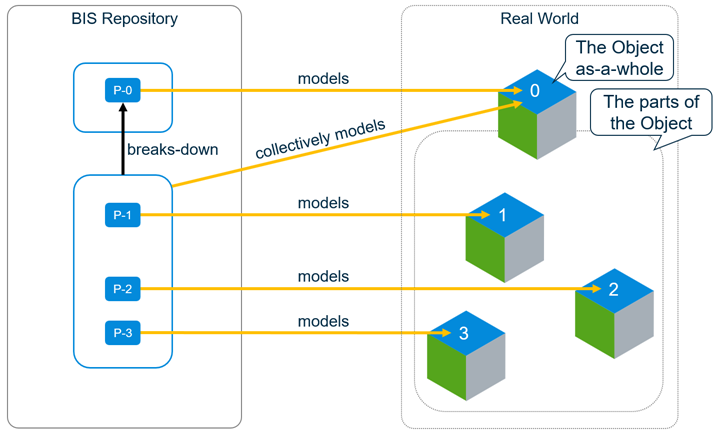 BIS Repository
Real World
The Object
as-a-whole
P-0
models
0
The parts of
the Object
breaks-down
collectively models
P-1
models
1
P-2
models
2
P-3
models
3